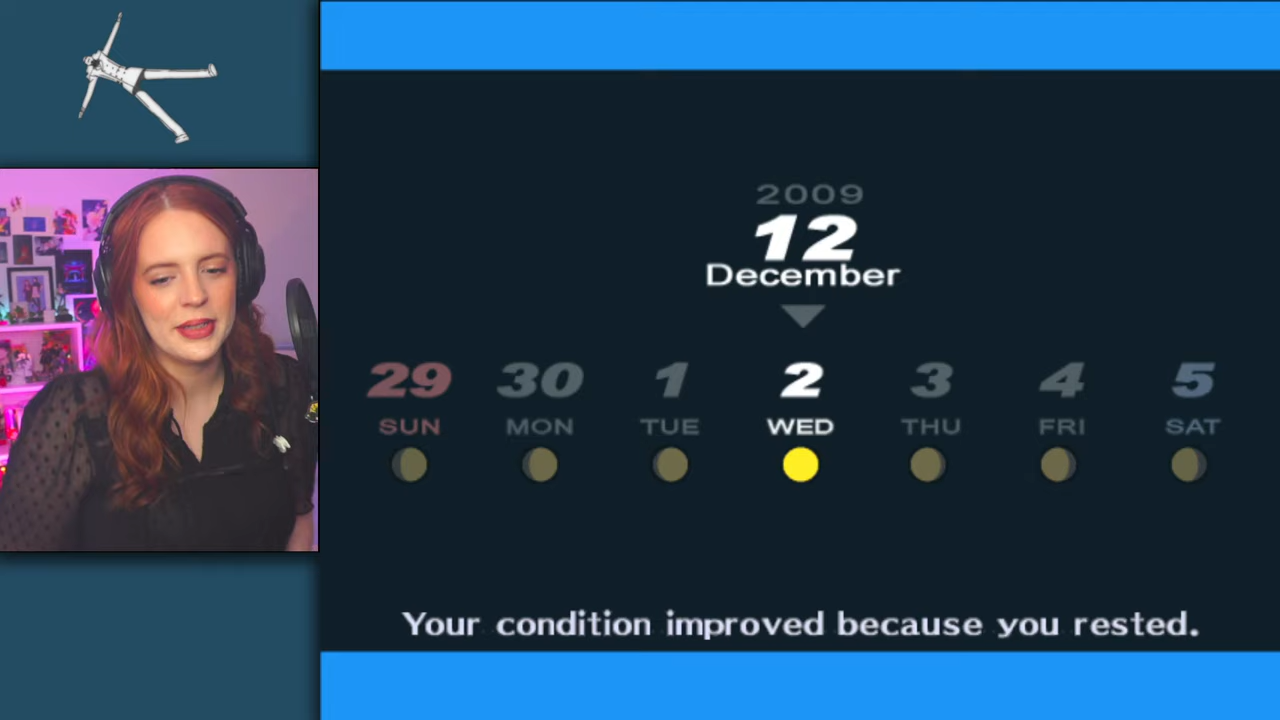 2009
12
December
29 30 1 2 3 4 5
SUN MON TUE WED THU FRI SAT
Your condition improved because you rested.